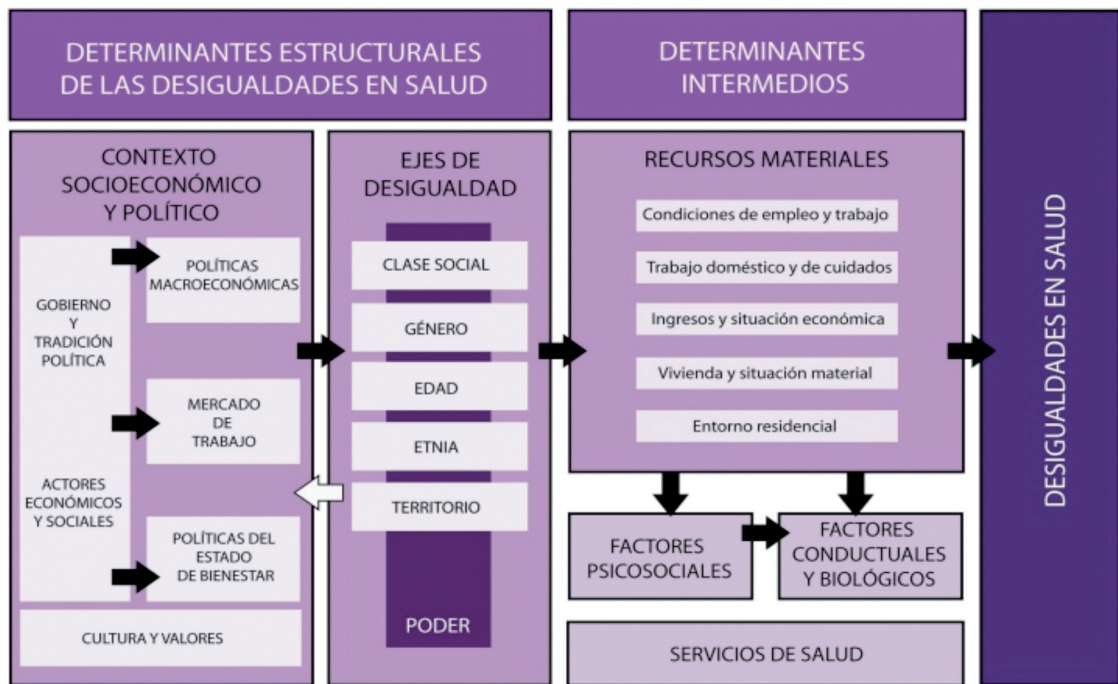 DETERMINANTES ESTRUCTURALES
DE LAS DESIGUALDADES EN SALUD
CONTEXTO
SOCIOECONÓMICO
Y POLÍTICO
GOBIERNO
Y
TRADICIÓN
POLÍTICA
ACTORES
ECONÓMICOS
Y SOCIALES
POLÍTICAS
MACROECONÓMICAS
MERCADO
DE
TRABAJO
POLÍTICAS DEL
ESTADO
DE BIENESTAR
CULTURA Y VALORES
EJES DE
DESIGUALDAD
CLASE SOCIAL
GÉNERO
EDAD
ETNIA
TERRITORIO
PODER
DETERMINANTES
INTERMEDIOS
RECURSOS MATERIALES
Condiciones de empleo y trabajo
Trabajo doméstico y de cuidados
Ingresos y situación económica
Vivienda y situación material
Entorno residencial
FACTORES
PSICOSOCIALES
FACTORES
CONDUCTUALES
Y BIOLÓGICOS
SERVICIOS DE SALUD
DESIGUALDADES EN SALUD